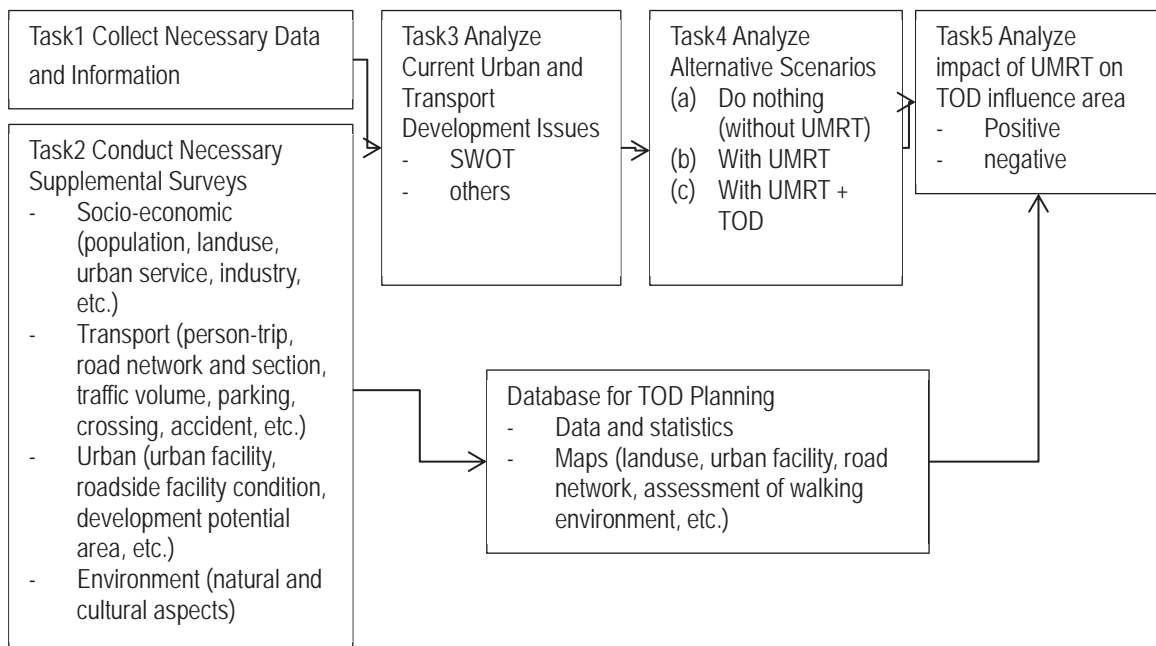 Task1 Collect Necessary Data
and Information
Task2 Conduct Necessary
Supplemental Surveys
- Socio-economic
(population, landuse,
urban service, industry,
etc.)
- Transport (person-trip,
road network and section,
traffic volume, parking,
crossing, accident, etc.)
- Urban (urban facility,
roadside facility condition,
development potential
area, etc.)
- Environment (natural and
cultural aspects)
Task3 Analyze
Current Urban and
Transport
Development Issues
- SWOT
- others
Task4 Analyze
Alternative Scenarios
(a) Do nothing
(without UMRT)
(b) With UMRT
(c) With UMRT +
TOD
Task5 Analyze
impact of UMRT on
TOD influence area
- Positive
- negative
Database for TOD Planning
- Data and statistics
- Maps (landuse, urban facility, road
network, assessment of walking
environment, etc.)